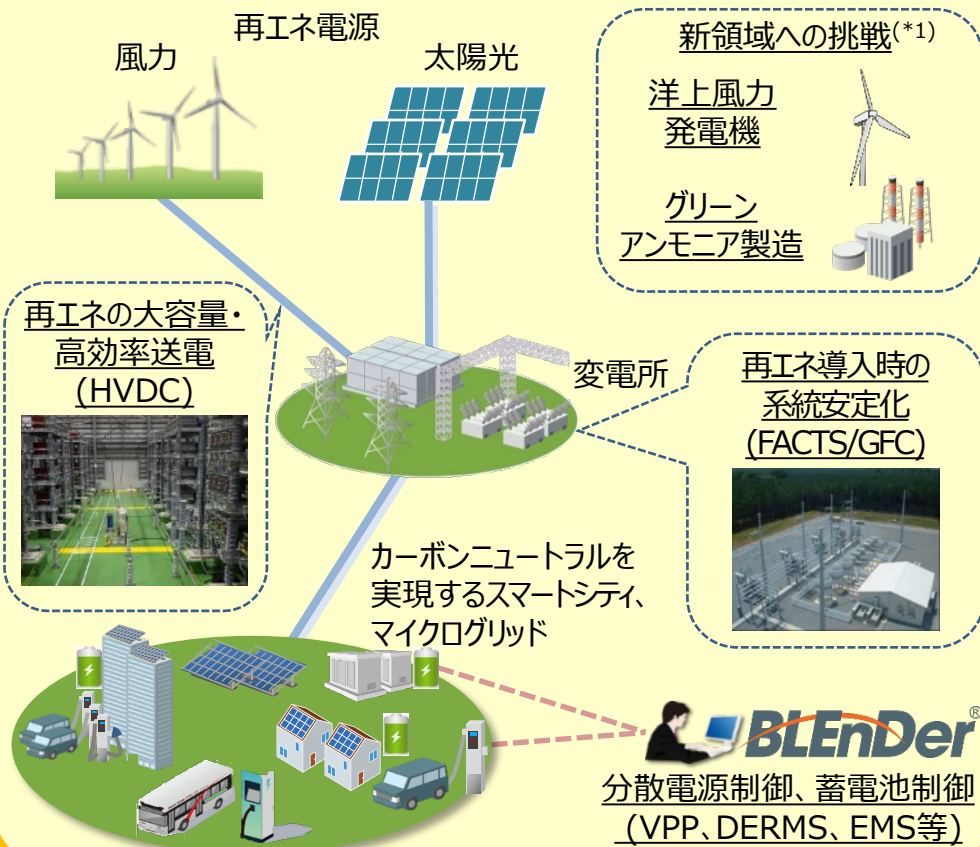 再エネ電源
風力
太陽光
新領域への挑戦(*1)
洋上風力
発電機
グリーン
アンモニア製造
再エネの大容量・
高効率送電
(HVDC)
変電所
再エネ導入時の
系統安定化
(FACTS/GFC)
カーボンニュートラルを
実現するスマートシティ、
マイクログリッド
BLEnDer®
分散電源制御、蓄電池制御
(VPP、DERMS、EMS等)